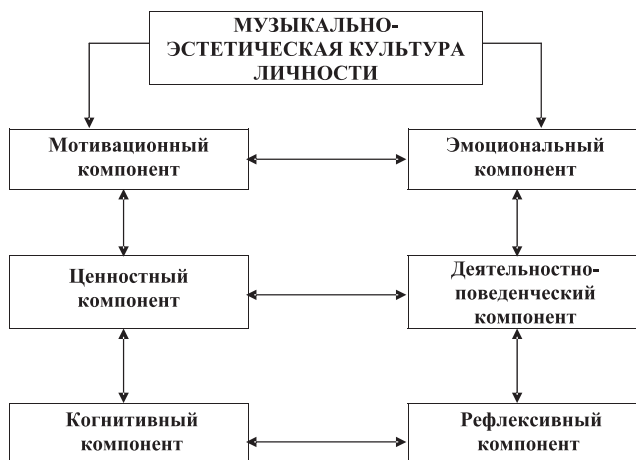 МУЗЫКАЛЬНО-
ЭСТЕТИЧЕСКАЯ КУЛЬТУРА
ЛИЧНОСТИ
Мотивационный
компонент
Эмоциональный
компонент
Ценностный
компонент
Деятельностно-
поведенческий
компонент
Когнитивный
компонент
Рефлексивный
компонент